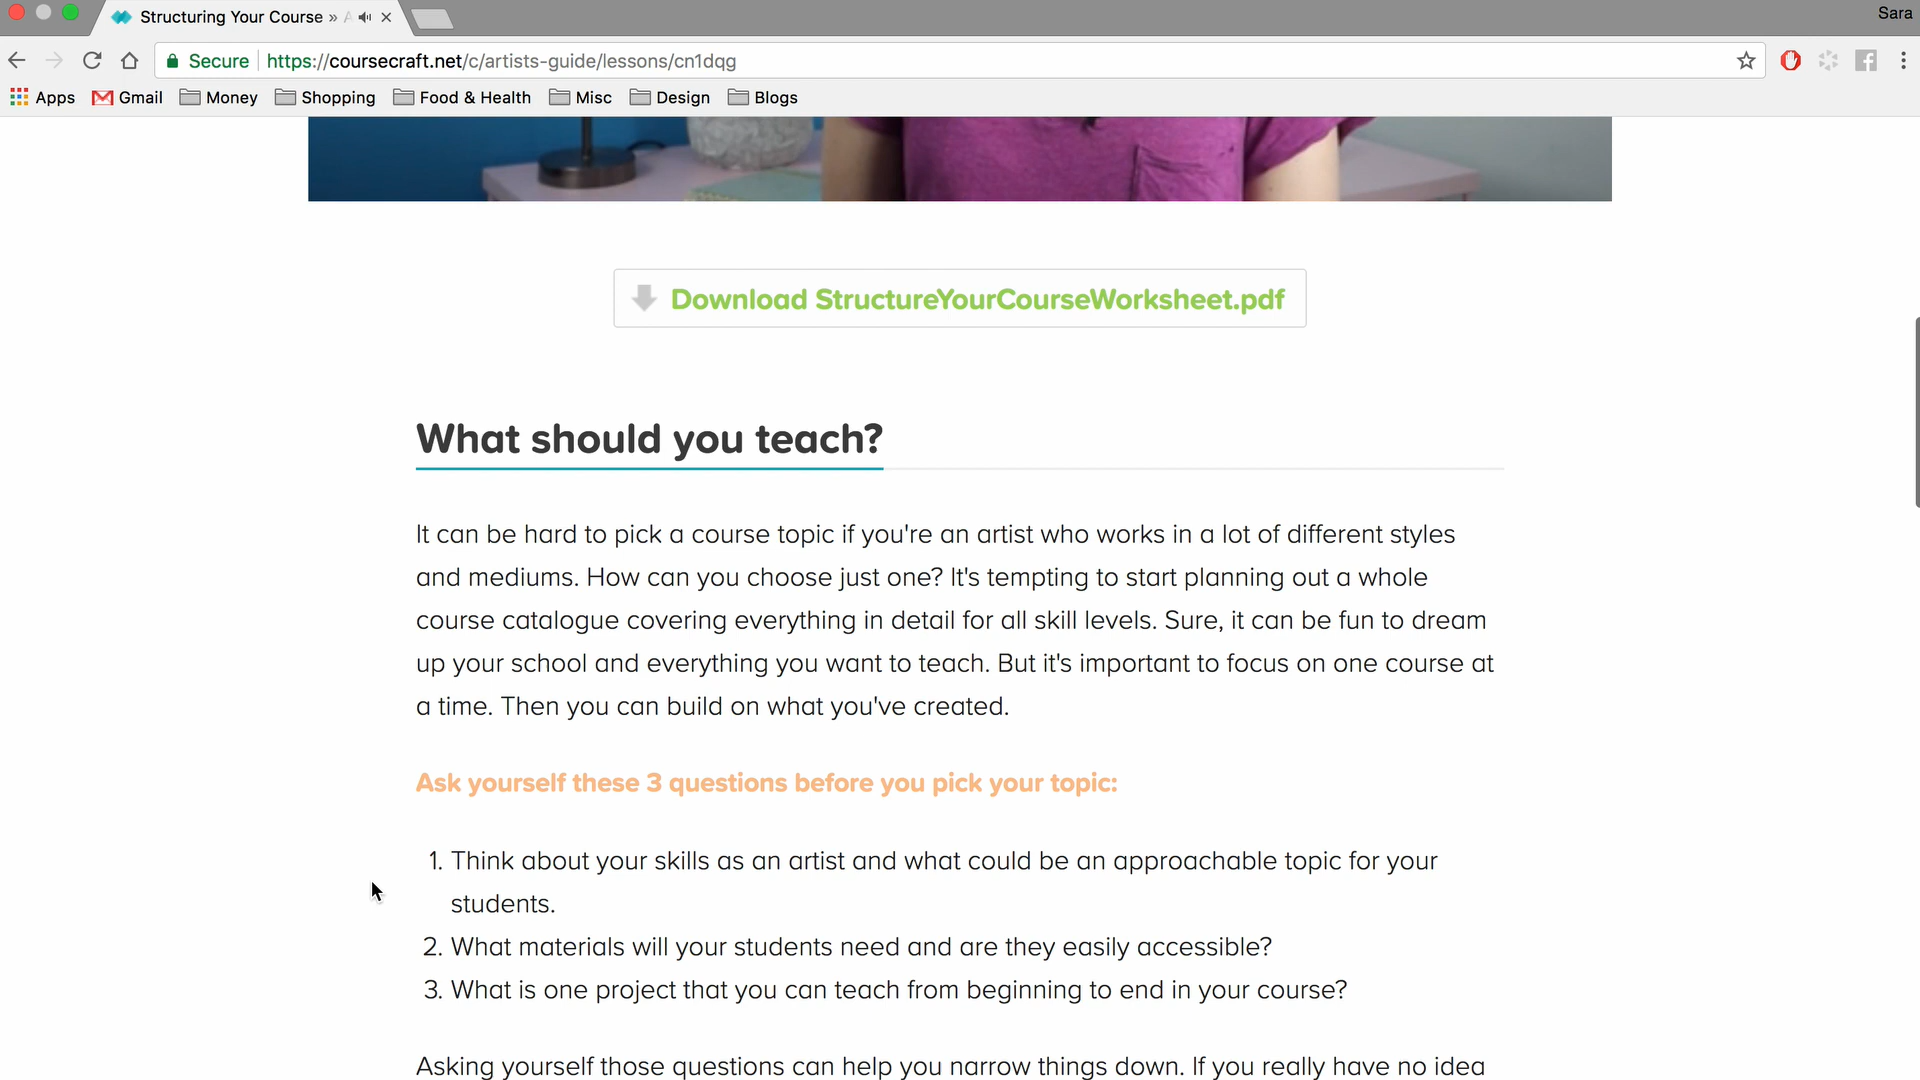 Structuring Your Course » A
Sara
Secure
https://coursecraft.net/c/artists-guide/lessons/cn1dqg
Apps Gmail Money Shopping Food & Health Misc Design Blogs
Download StructureYourCourseWorksheet.pdf
What should you teach?
It can be hard to pick a course topic if you're an artist who works in a lot of different styles
and mediums. How can you choose just one? It's tempting to start planning out a whole
course catalogue covering everything in detail for all skill levels. Sure, it can be fun to dream
up your school and everything you want to teach. But it's important to focus on one course at
a time. Then you can build on what you've created.
Ask yourself these 3 questions before you pick your topic:
1. Think about your skills as an artist and what could be an approachable topic for your
students.
2. What materials will your students need and are they easily accessible?
3. What is one project that you can teach from beginning to end in your course?
Asking yourself those questions can help you narrow things down. If you really have no idea